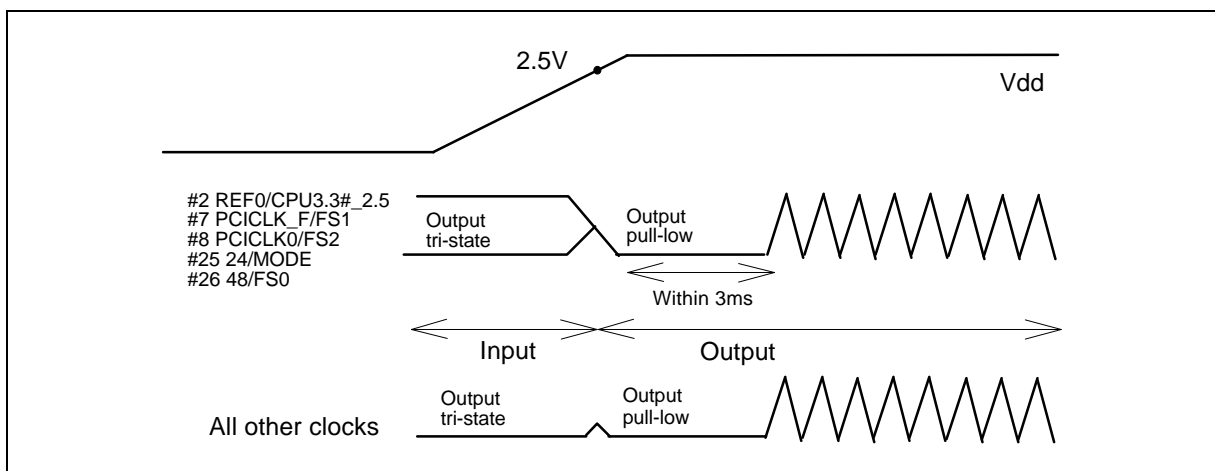 2.5V
Vdd
#2 REF0/CPU3.3#_2.5
#7 PCICLK_F/FS1
#8 PCICLK0/FS2
#25 24/MODE
#26 48/FS0
Output
tri-state
Output
pull-low
Within 3ms
Input
Output
All other clocks
Output
tri-state
Output
pull-low